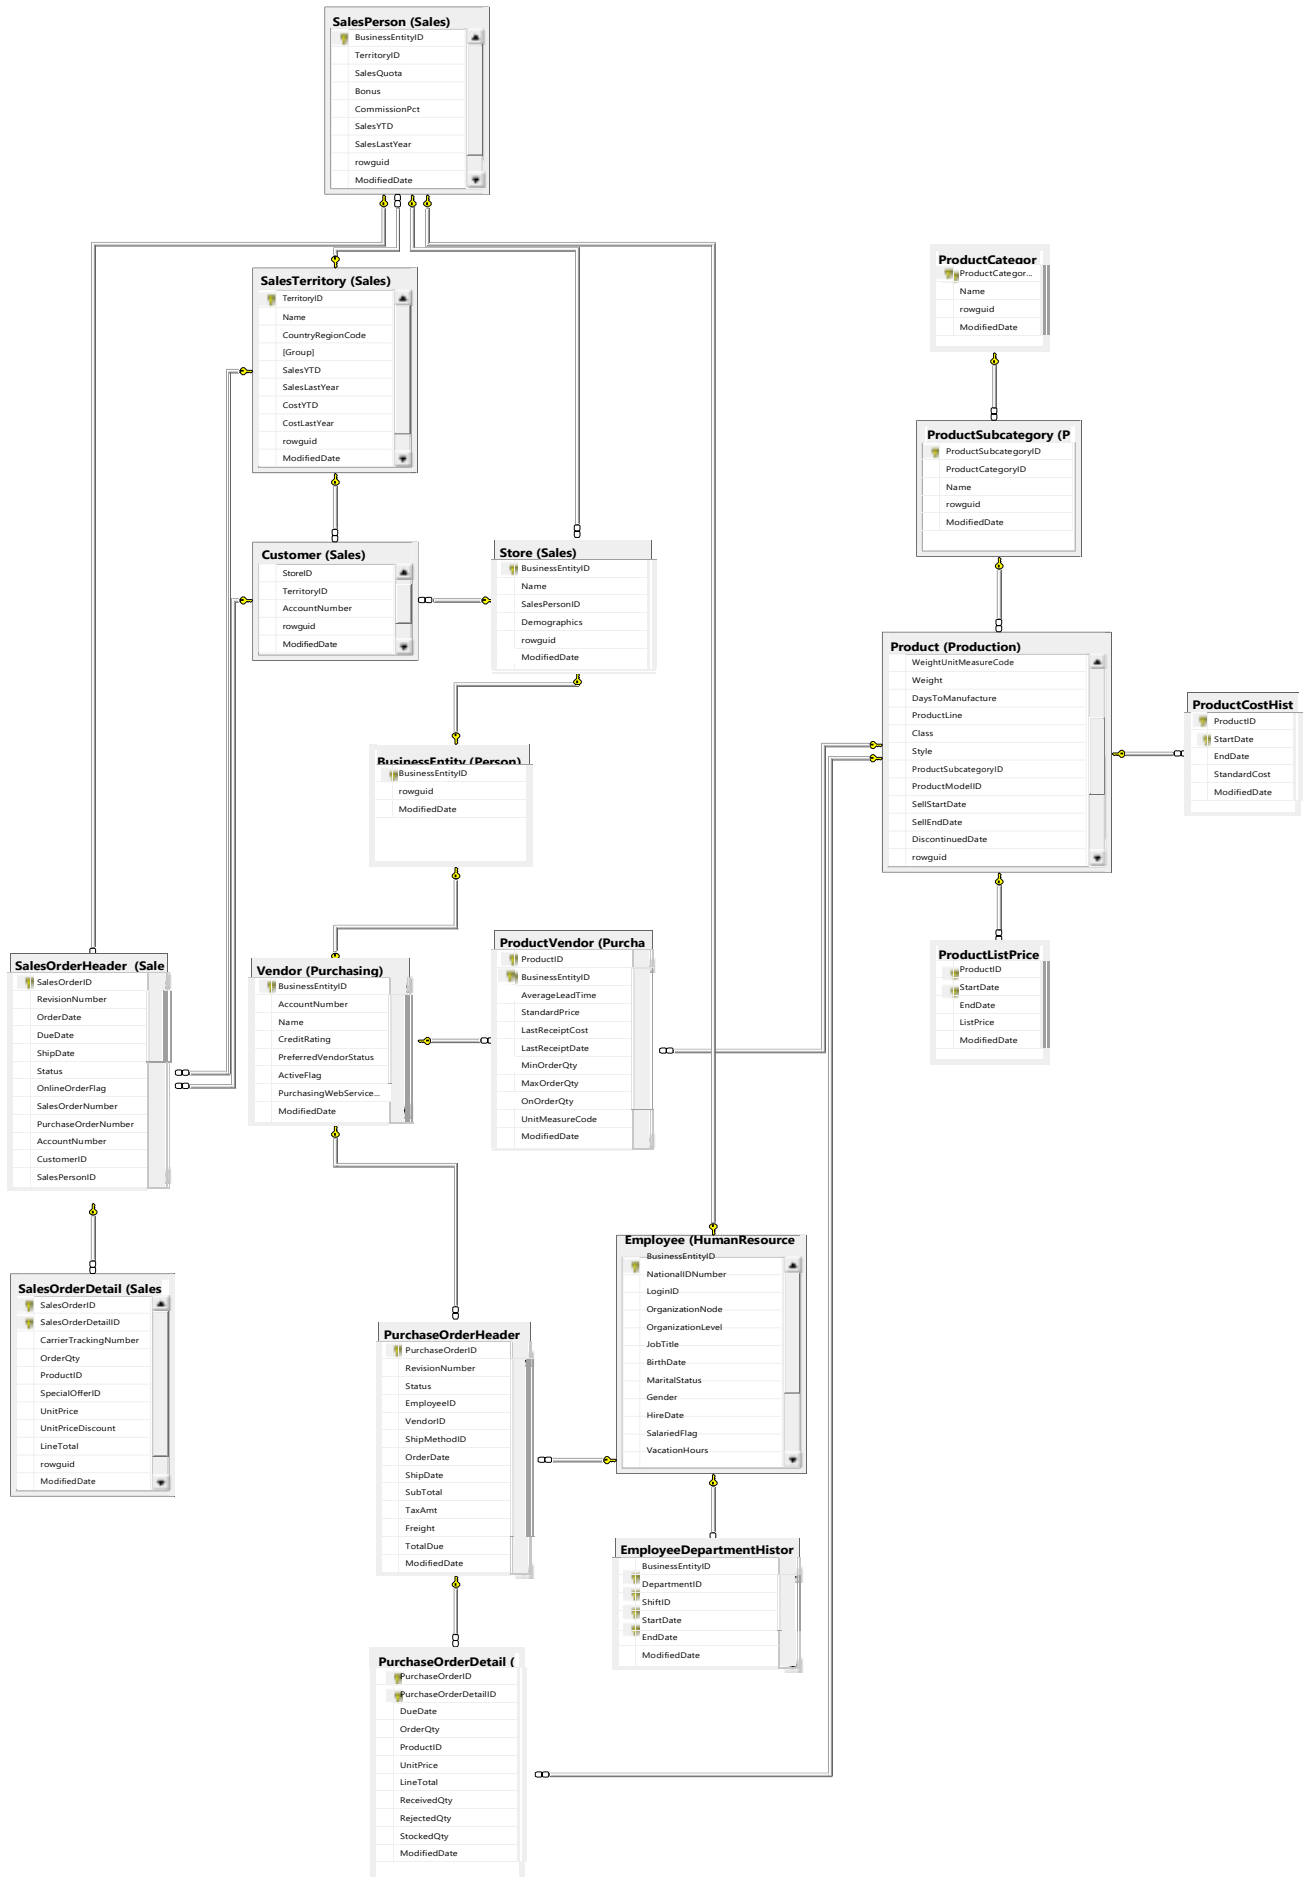 SalesPerson (Sales)
BusinessEntityID
TerritoryID
SalesQuota
Bonus
CommissionPct
SalesYTD
SalesLastYear
rowguid
ModifiedDate
SalesTerritory (Sales)
TerritoryID
Name
CountryRegionCode
[Group]
SalesYTD
SalesLastYear
CostYTD
CostLastYear
rowguid
ModifiedDate
ProductCategor
ProductCategor...
Name
rowguid
ModifiedDate
ProductSubcategory (P
ProductSubcategoryID
ProductCategoryID
Name
rowguid
ModifiedDate
Customer (Sales)
StoreID
TerritoryID
AccountNumber
rowguid
ModifiedDate
Store (Sales)
BusinessEntityID
Name
SalesPersonID
Demographics
rowguid
ModifiedDate
Product (Production)
WeightUnitMeasureCode
Weight
DaysToManufacture
ProductLine
Class
Style
ProductSubcategoryID
ProductModelID
SellStartDate
SellEndDate
DiscontinuedDate
rowguid
ProductCostHist
ProductID
StartDate
EndDate
StandardCost
ModifiedDate
BusinessEntity (Person)
BusinessEntityID
rowguid
ModifiedDate
SalesOrderHeader (Sale
SalesOrderID
RevisionNumber
OrderDate
DueDate
ShipDate
Status
OnlineOrderFlag
SalesOrderNumber
PurchaseOrderNumber
AccountNumber
CustomerID
SalesPersonID
Vendor (Purchasing)
BusinessEntityID
AccountNumber
Name
CreditRating
PreferredVendorStatus
ActiveFlag
PurchasingWebService...
ModifiedDate
ProductVendor (Purcha
ProductID
BusinessEntityID
AverageLeadTime
StandardPrice
LastReceiptCost
LastReceiptDate
MinOrderQty
MaxOrderQty
OnOrderQty
UnitMeasureCode
ModifiedDate
ProductListPrice
ProductID
StartDate
EndDate
ListPrice
ModifiedDate
SalesOrderDetail (Sales
SalesOrderID
SalesOrderDetailID
CarrierTrackingNumber
OrderQty
ProductID
SpecialOfferID
UnitPrice
UnitPriceDiscount
LineTotal
rowguid
ModifiedDate
PurchaseOrderHeader
PurchaseOrderID
RevisionNumber
Status
EmployeeID
VendorID
ShipMethodID
OrderDate
ShipDate
SubTotal
TaxAmt
Freight
TotalDue
ModifiedDate
Employee (HumanResource
BusinessEntityID
NationalIDNumber
LoginID
OrganizationNode
OrganizationLevel
JobTitle
BirthDate
MaritalStatus
Gender
HireDate
SalariedFlag
VacationHours
EmployeeDepartmentHistor
BusinessEntityID
DepartmentID
ShiftID
StartDate
EndDate
ModifiedDate
PurchaseOrderDetail (
PurchaseOrderID
PurchaseOrderDetailID
DueDate
OrderQty
ProductID
UnitPrice
LineTotal
ReceivedQty
RejectedQty
StockedQty
ModifiedDate